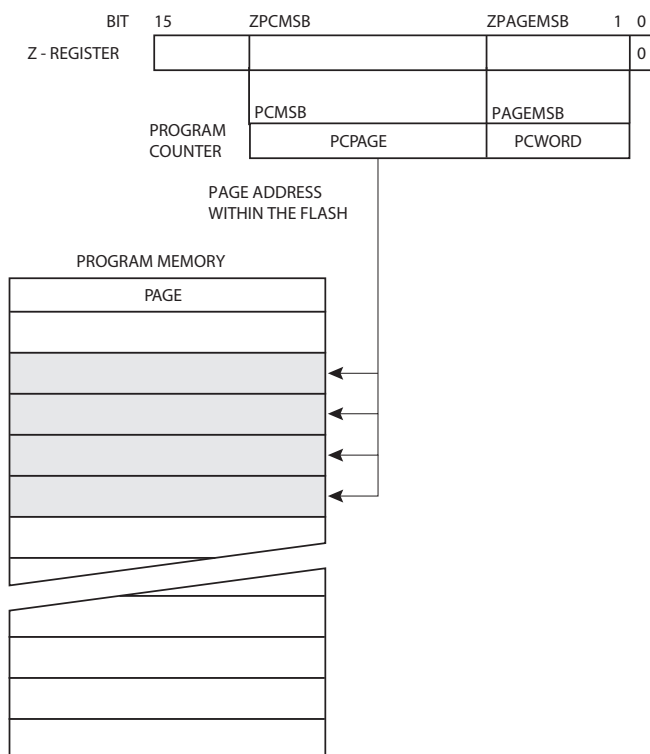 BIT 15 ZPCMSB ZPAGEMSB 1 0
Z - REGISTER 0
PCMSB PAGEMSB
PROGRAM
COUNTER
PCPAGE PCWORD
PAGE ADDRESS
WITHIN THE FLASH
PROGRAM MEMORY
PAGE